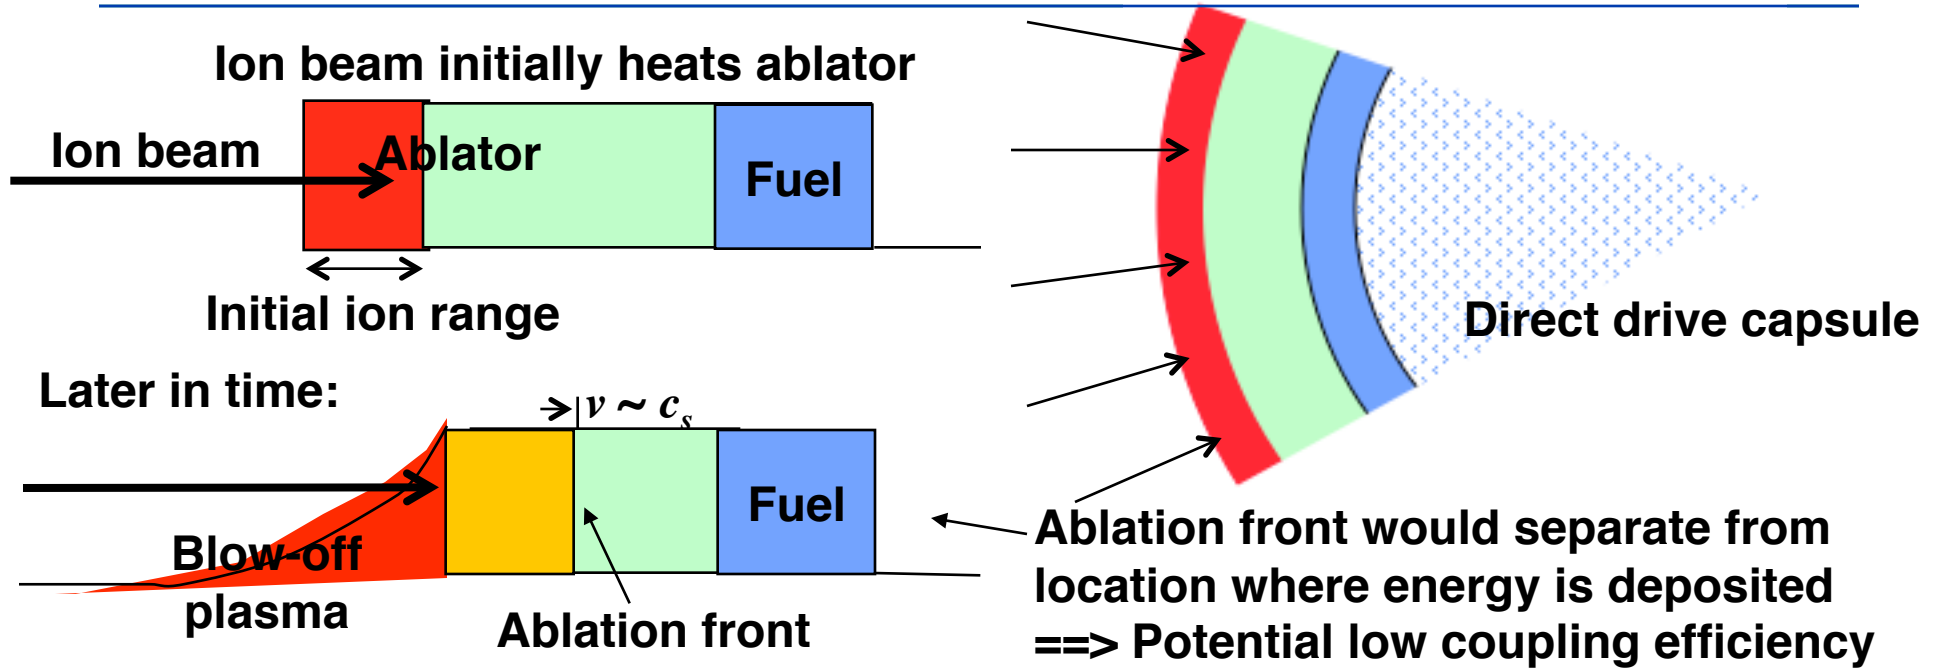 Ion beam initially heats ablator
Ion beam
Ablator
Fuel
Initial ion range
Direct drive capsule
Later in time:
v ~ cₛ
Fuel
Blow-off
plasma
Ablation front
Ablation front would separate from
location where energy is deposited
==> Potential low coupling efficiency